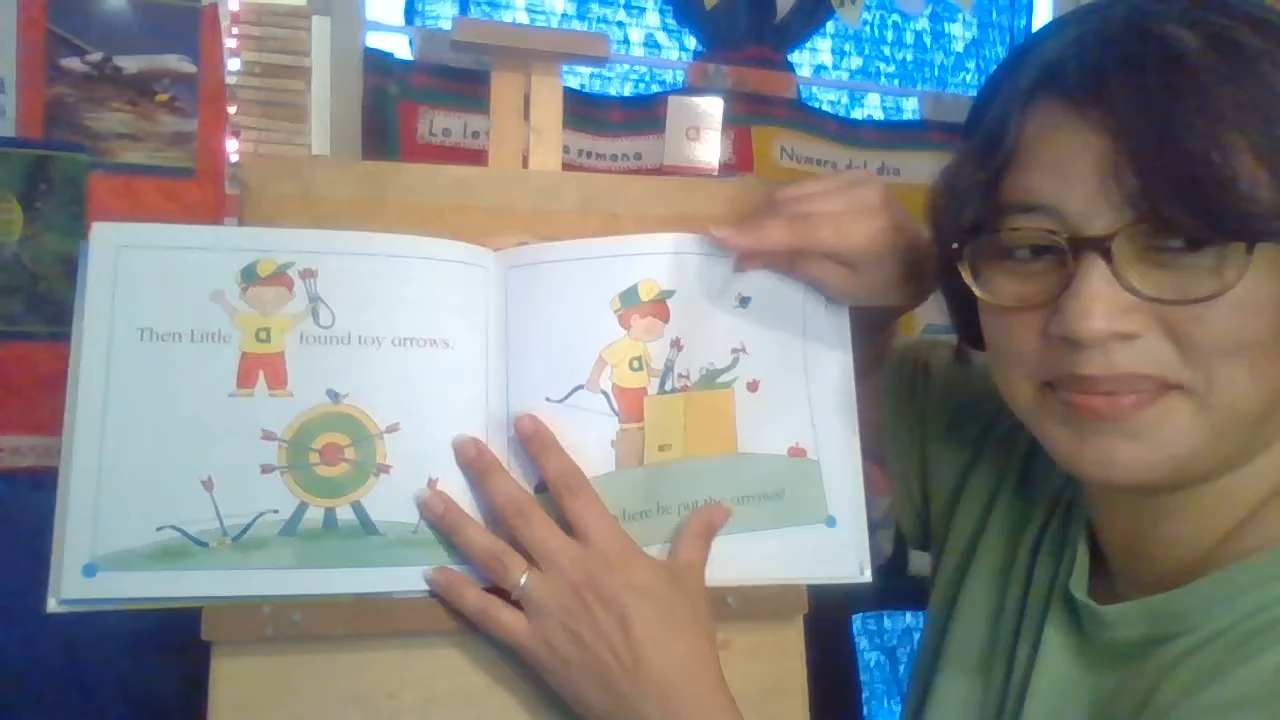 La le
a semana
a
Numero del dia
Then Little a found toy arrows.
a
here he put the arrows!